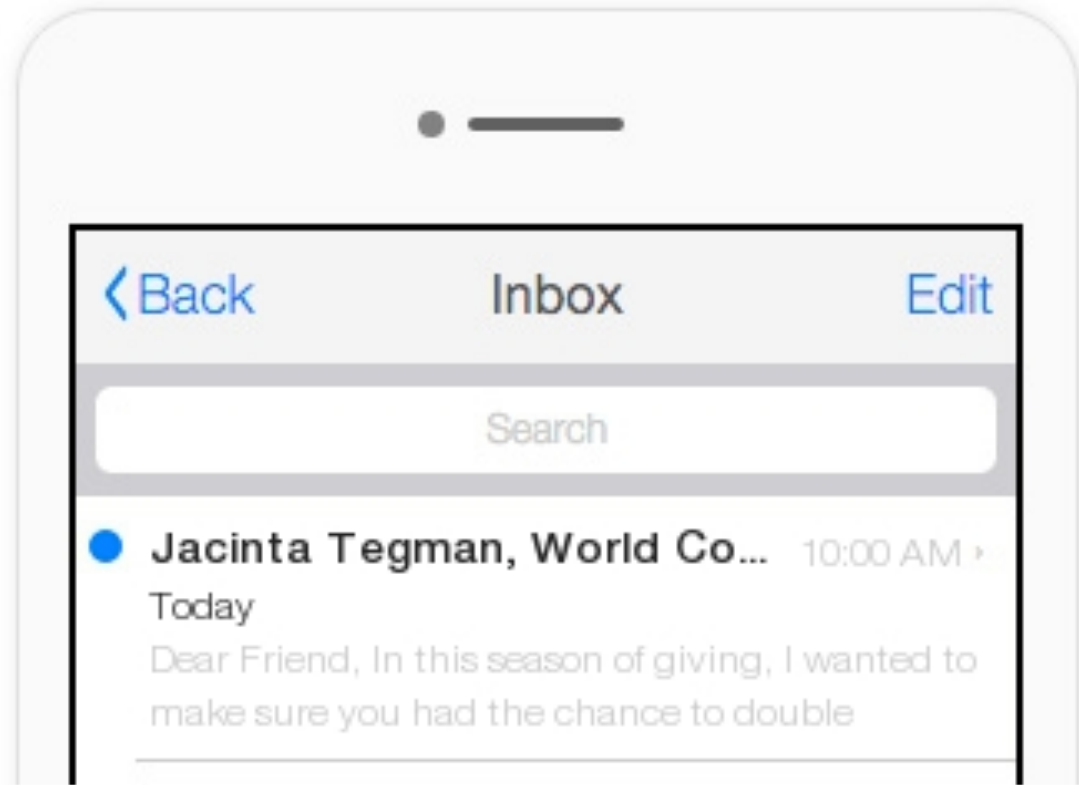 Back Inbox Edit
Search
Jacinta Tegman, World Co... 10:00 AM
Today
Dear Friend, In this season of giving, I wanted to
make sure you had the chance to double